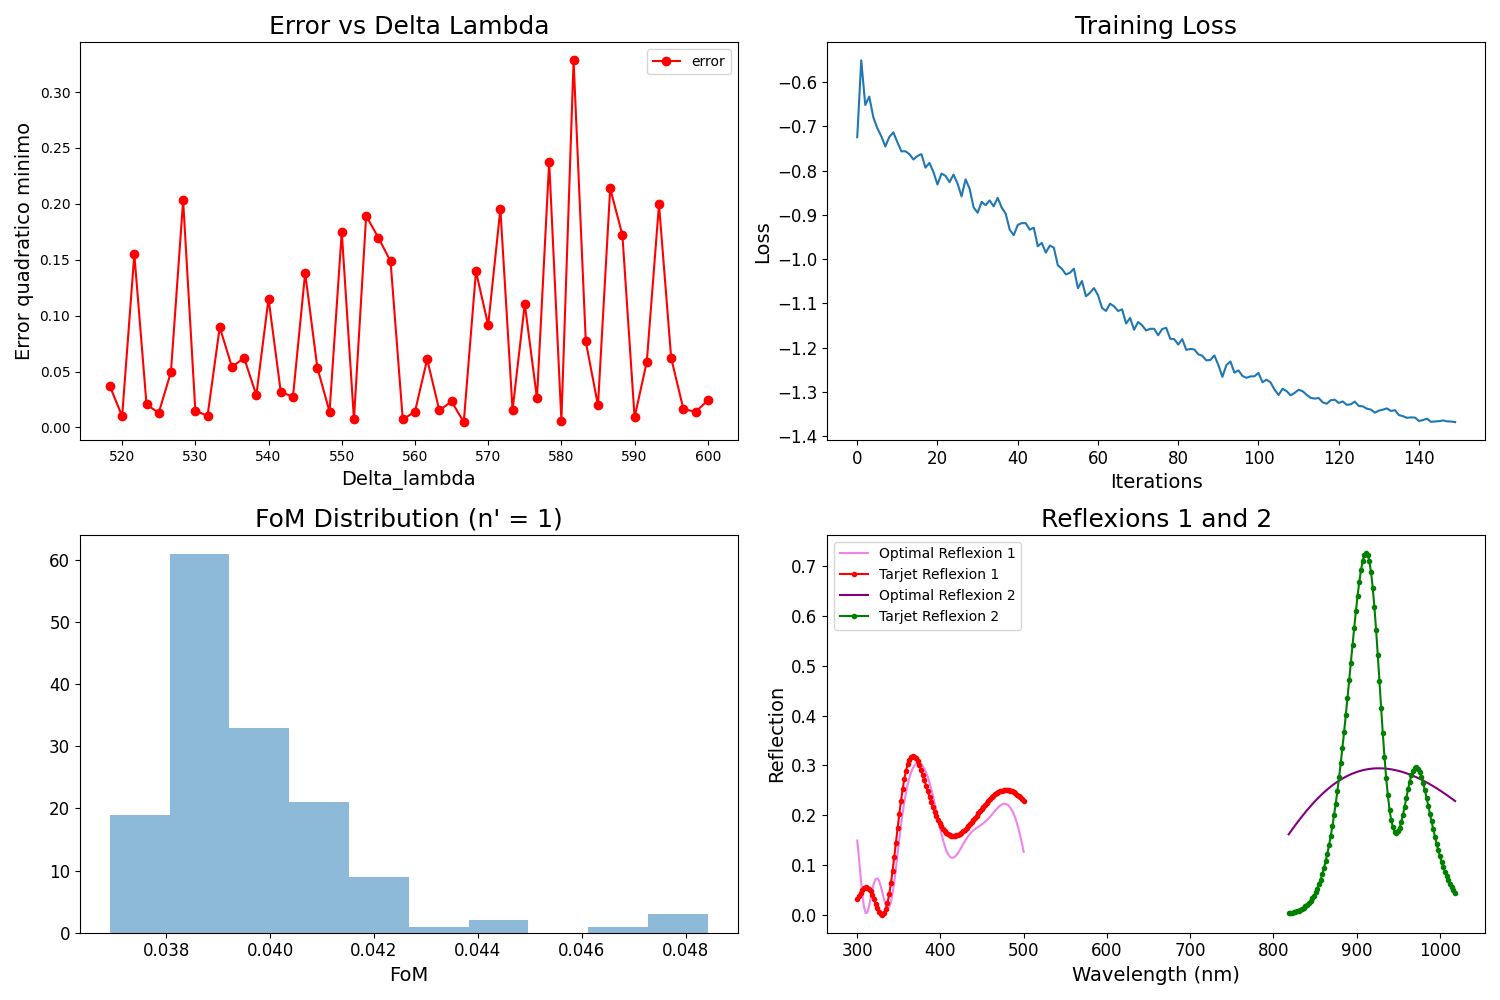 Error vs Delta Lambda
error
Error quadratico minimo
0.30
0.25
0.20
0.15
0.10
0.05
0.00
520 530 540 550 560 570 580 590 600
Delta_lambda
Training Loss
Loss
−0.6
−0.7
−0.8
−0.9
−1.0
−1.1
−1.2
−1.3
−1.4
0 20 40 60 80 100 120 140
Iterations
FoM Distribution (n' = 1)
60
50
40
30
20
10
0
0.038 0.040 0.042 0.044 0.046 0.048
FoM
Reflexions 1 and 2
Optimal Reflexion 1
Tarjet Reflexion 1
Optimal Reflexion 2
Tarjet Reflexion 2
Reflection
0.7
0.6
0.5
0.4
0.3
0.2
0.1
0.0
300 400 500 600 700 800 900 1000
Wavelength (nm)